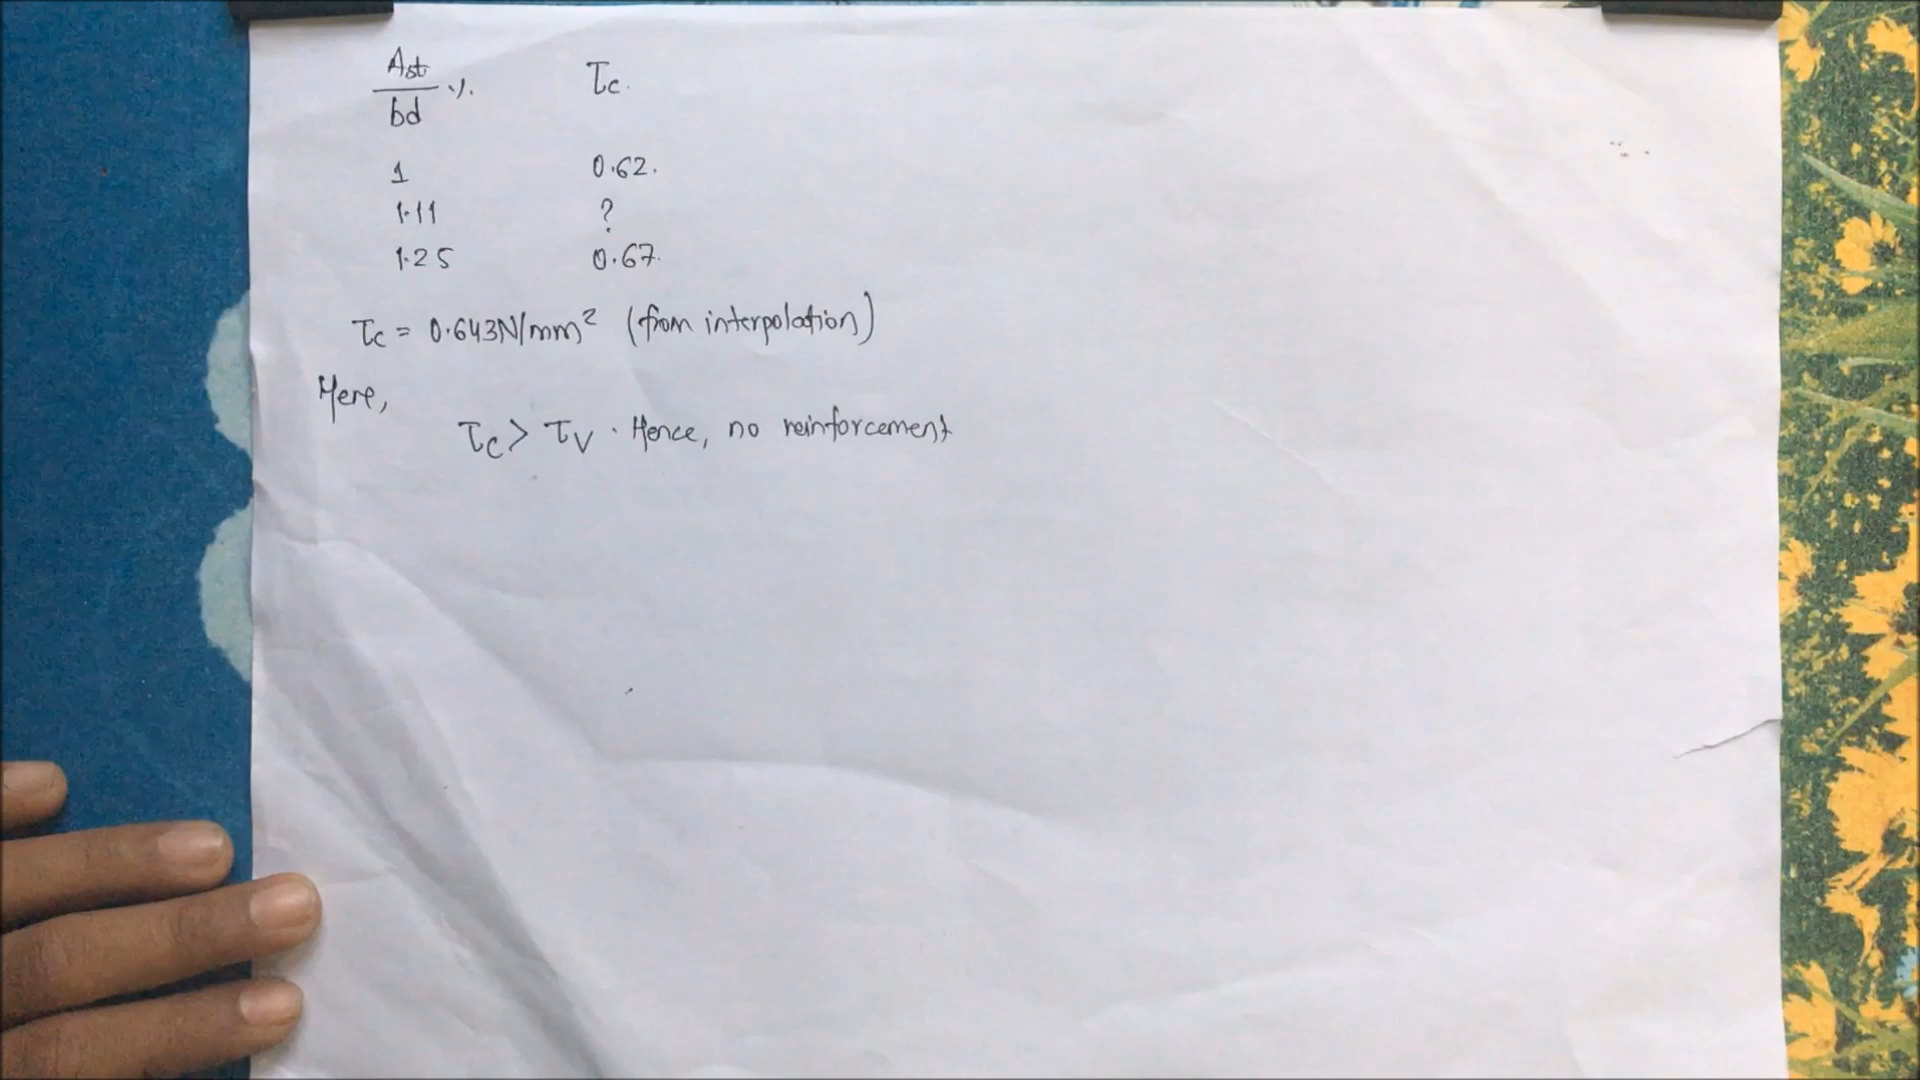 Ast/bd %. τc.
1 0.62.
1.11 ?
1.25 0.67.
τc = 0.643N/mm² (from interpolation)
Here,
τc > τv . Hence, no reinforcement